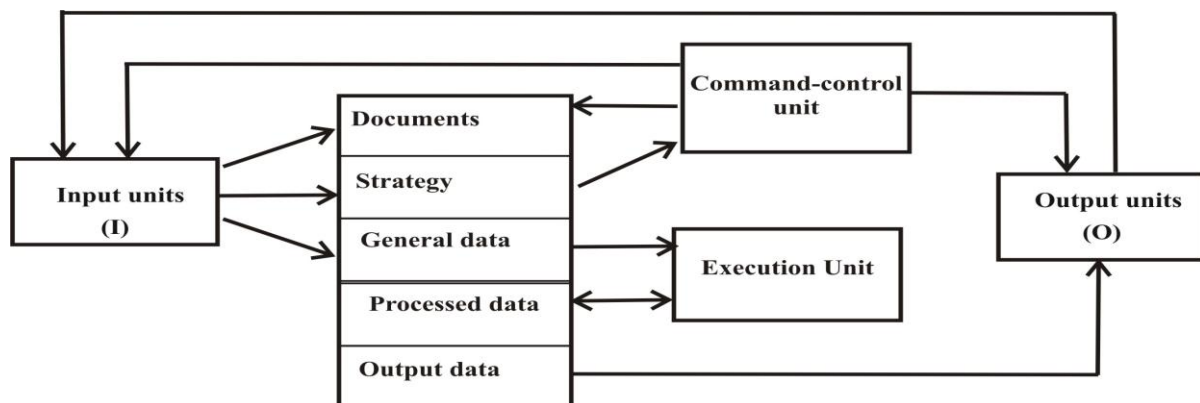 Command-control
unit
Documents
Strategy
Input units
(I)
General data
Processed data
Output data
Execution Unit
Output units
(O)